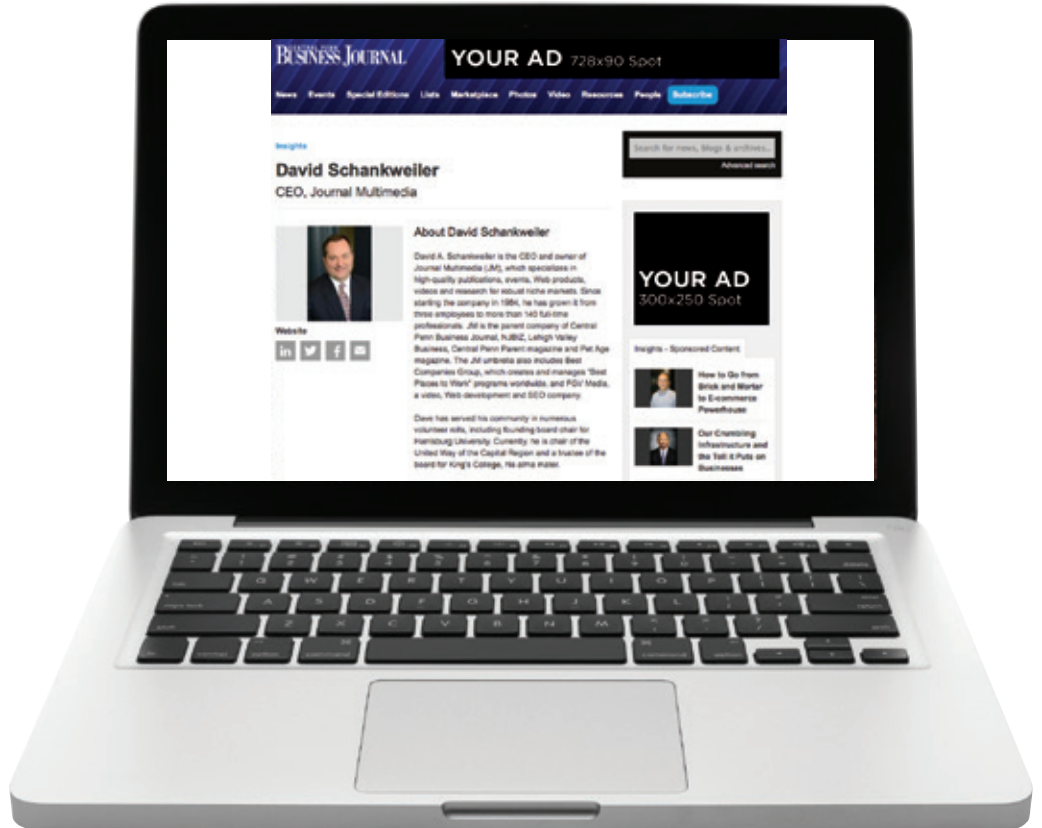 CENTRAL PENN
BUSINESS JOURNAL
YOUR AD 728x90 Spot
News Events Special Editions Lists Marketplace Photos Video Resources People Subscribe
Insights
David Schankweiler
CEO, Journal Multimedia
Search for news, blogs & archives...
Advanced search
About David Schankweiler
David A. Schankweiler is the CEO and owner of
Journal Multimedia (JM), which specializes in
high-quality publications, events, Web products,
videos and research for robust niche markets. Since
starting the company in 1984, he has grown it from
three employees to more than 140 full-time
professionals. JM is the parent company of Central
Penn Business Journal, NJBIZ, Lehigh Valley
Business, Central Penn Parent magazine and Pet Age
magazine. The JM umbrella also includes Best
Companies Group, which creates and manages "Best
Places to Work" programs worldwide, and
a video, Web development and SEO company.
Dave has served his community in numerous
volunteer including founding board chair for
Harrisburg University. Currently, he is chair of the
United Way of the Capital Region and a trustee of the
board for King's College, his alma mater.
Website
in f
YOUR AD
300x250 Spot
Insights - Sponsored Content
How to Go from
Brick and Mortar
to E-commerce
Powerhouse
Our Crumbling
Infrastructure and
the Toll it Puts on
Businesses
Q W E R T Y U I O P
A S D F G H J K L
Z X C V B N M
control option command command option